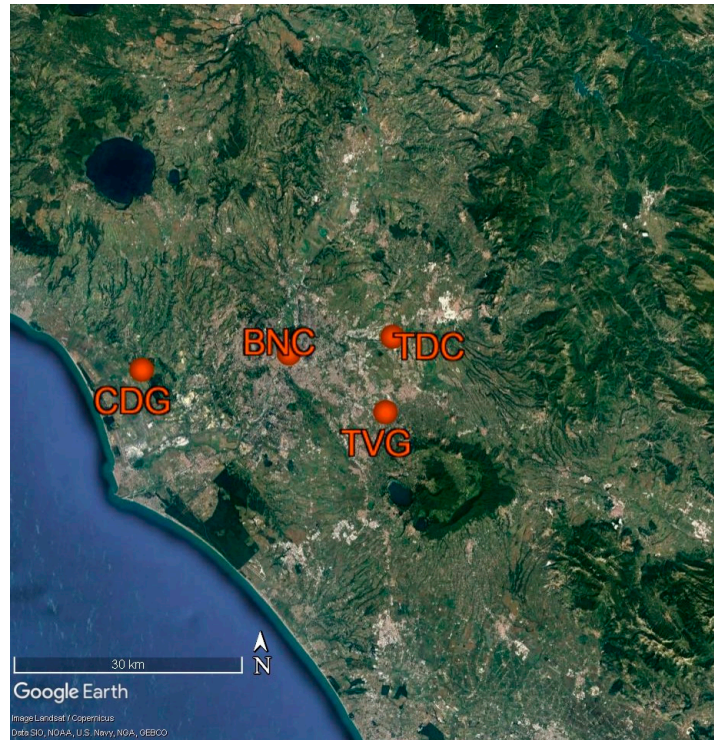 BNC
TDC
CDG
TVG
30 km
N
Google Earth
Image Landsat / Copernicus
Data SIO, NOAA, U.S. Navy, NGA, GEBCO